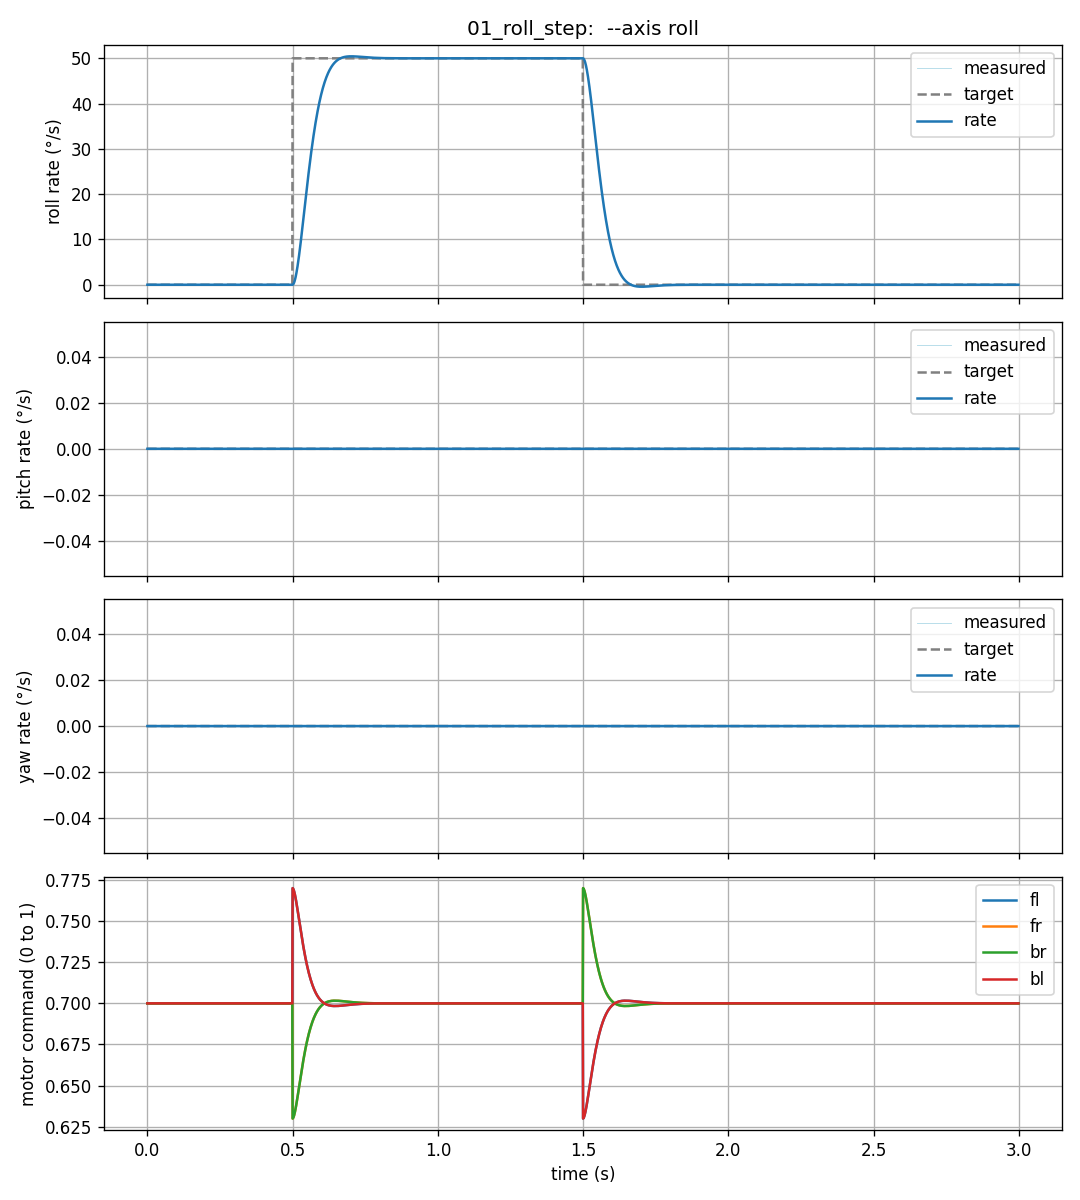 01_roll_step:  --axis roll
roll rate (°/s)
50
40
30
20
10
0
measured
target
rate
pitch rate (°/s)
0.04
0.02
0.00
−0.02
−0.04
measured
target
rate
yaw rate (°/s)
0.04
0.02
0.00
−0.02
−0.04
measured
target
rate
motor command (0 to 1)
0.775
0.750
0.725
0.700
0.675
0.650
0.625
fl
fr
br
bl
0.0 0.5 1.0 1.5 2.0 2.5 3.0
time (s)